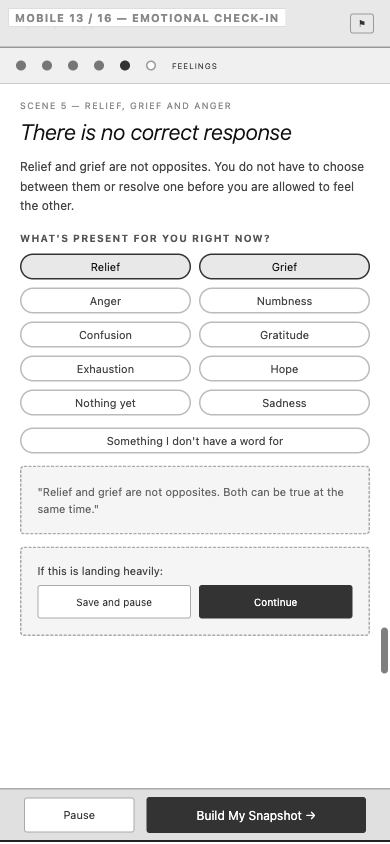 MOBILE 13 / 16 — EMOTIONAL CHECK-IN
FEELINGS
SCENE 5 — RELIEF, GRIEF AND ANGER
There is no correct response
Relief and grief are not opposites. You do not have to choose
between them or resolve one before you are allowed to feel
the other.
WHAT'S PRESENT FOR YOU RIGHT NOW?
Relief
Grief
Anger
Numbness
Confusion
Gratitude
Exhaustion
Hope
Nothing yet
Sadness
Something I don't have a word for
"Relief and grief are not opposites. Both can be true at the
same time."
If this is landing heavily:
Save and pause
Continue
Pause
Build My Snapshot →